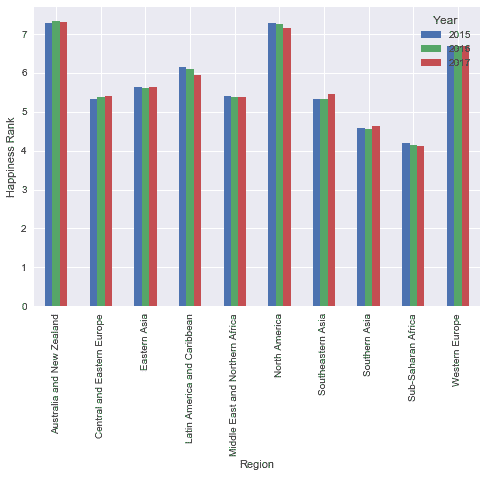 Year
2015
2016
2017
7
6
5
4
3
2
1
0
Happiness Rank
Australia and New Zealand
Central and Eastern Europe
Eastern Asia
Latin America and Caribbean
Middle East and Northern Africa
North America
Southeastern Asia
Southern Asia
Sub-Saharan Africa
Western Europe
Region